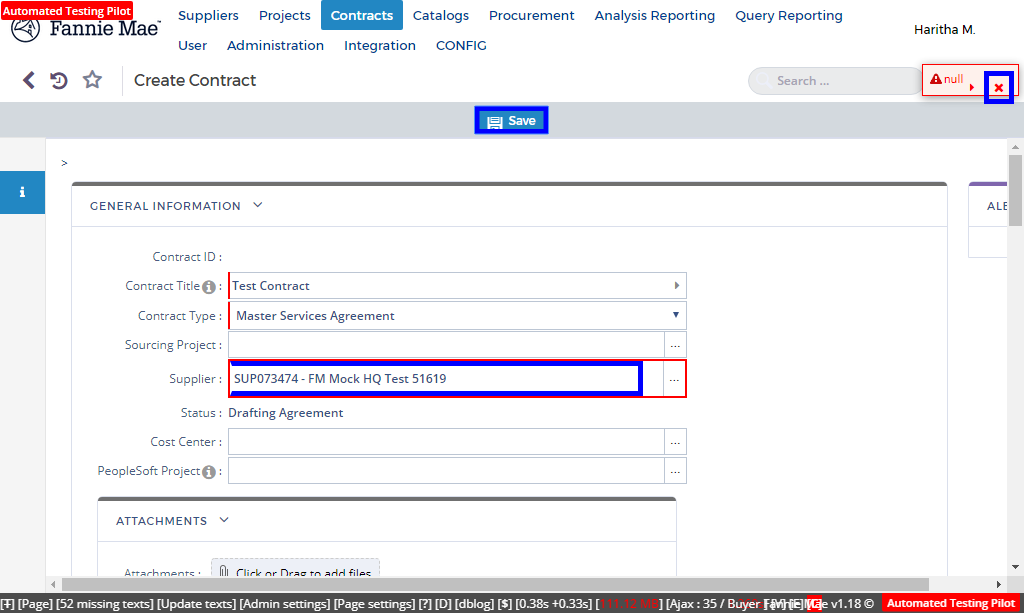 Automated Testing Pilot
Fannie Mae
Suppliers Projects Contracts Catalogs Procurement Analysis Reporting Query Reporting
User Administration Integration CONFIG
Haritha M.
Create Contract
Search ...
null
Save
>
GENERAL INFORMATION
ALE
Contract ID :
Contract Title :
Test Contract
Contract Type :
Master Services Agreement
Sourcing Project :
...
Supplier :
SUP073474 - FM Mock HQ Test 51619
...
Status :
Drafting Agreement
Cost Center :
...
PeopleSoft Project :
...
ATTACHMENTS
Attachments :
Click or Drag to add files
[T] [Page] [52 missing texts] [Update texts] [Admin settings] [Page settings] [?] [D] [dblog] [$] [0.38s +0.33s] [Ajax : 35 / Buyer v1.18 ©
Automated Testing Pilot